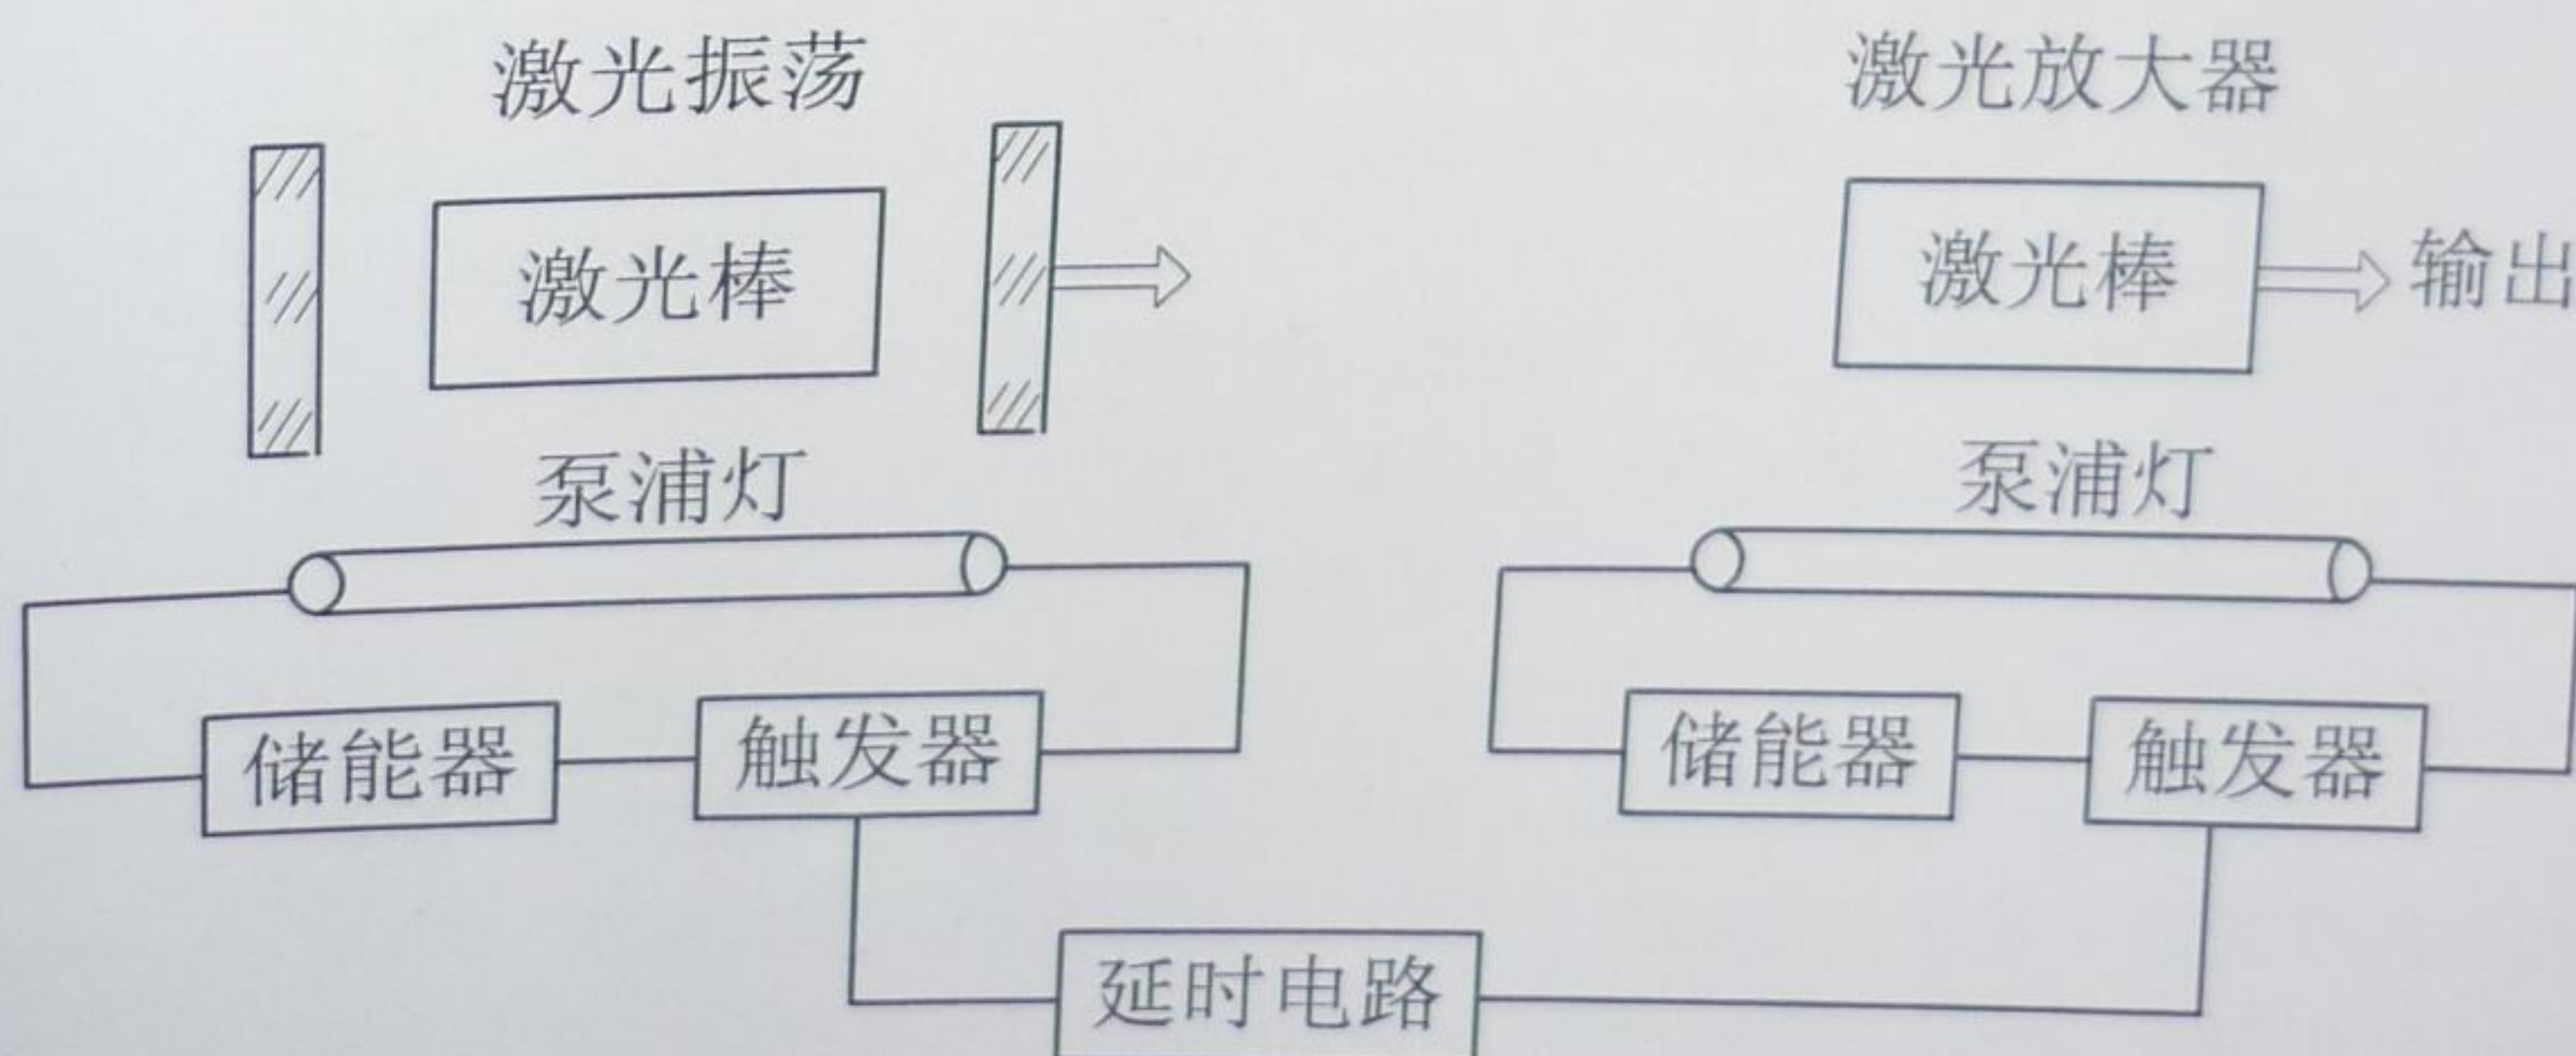 激光振荡
激光放大器
激光棒
激光棒
输出
泵浦灯
泵浦灯
储能器
触发器
储能器
触发器
延时电路